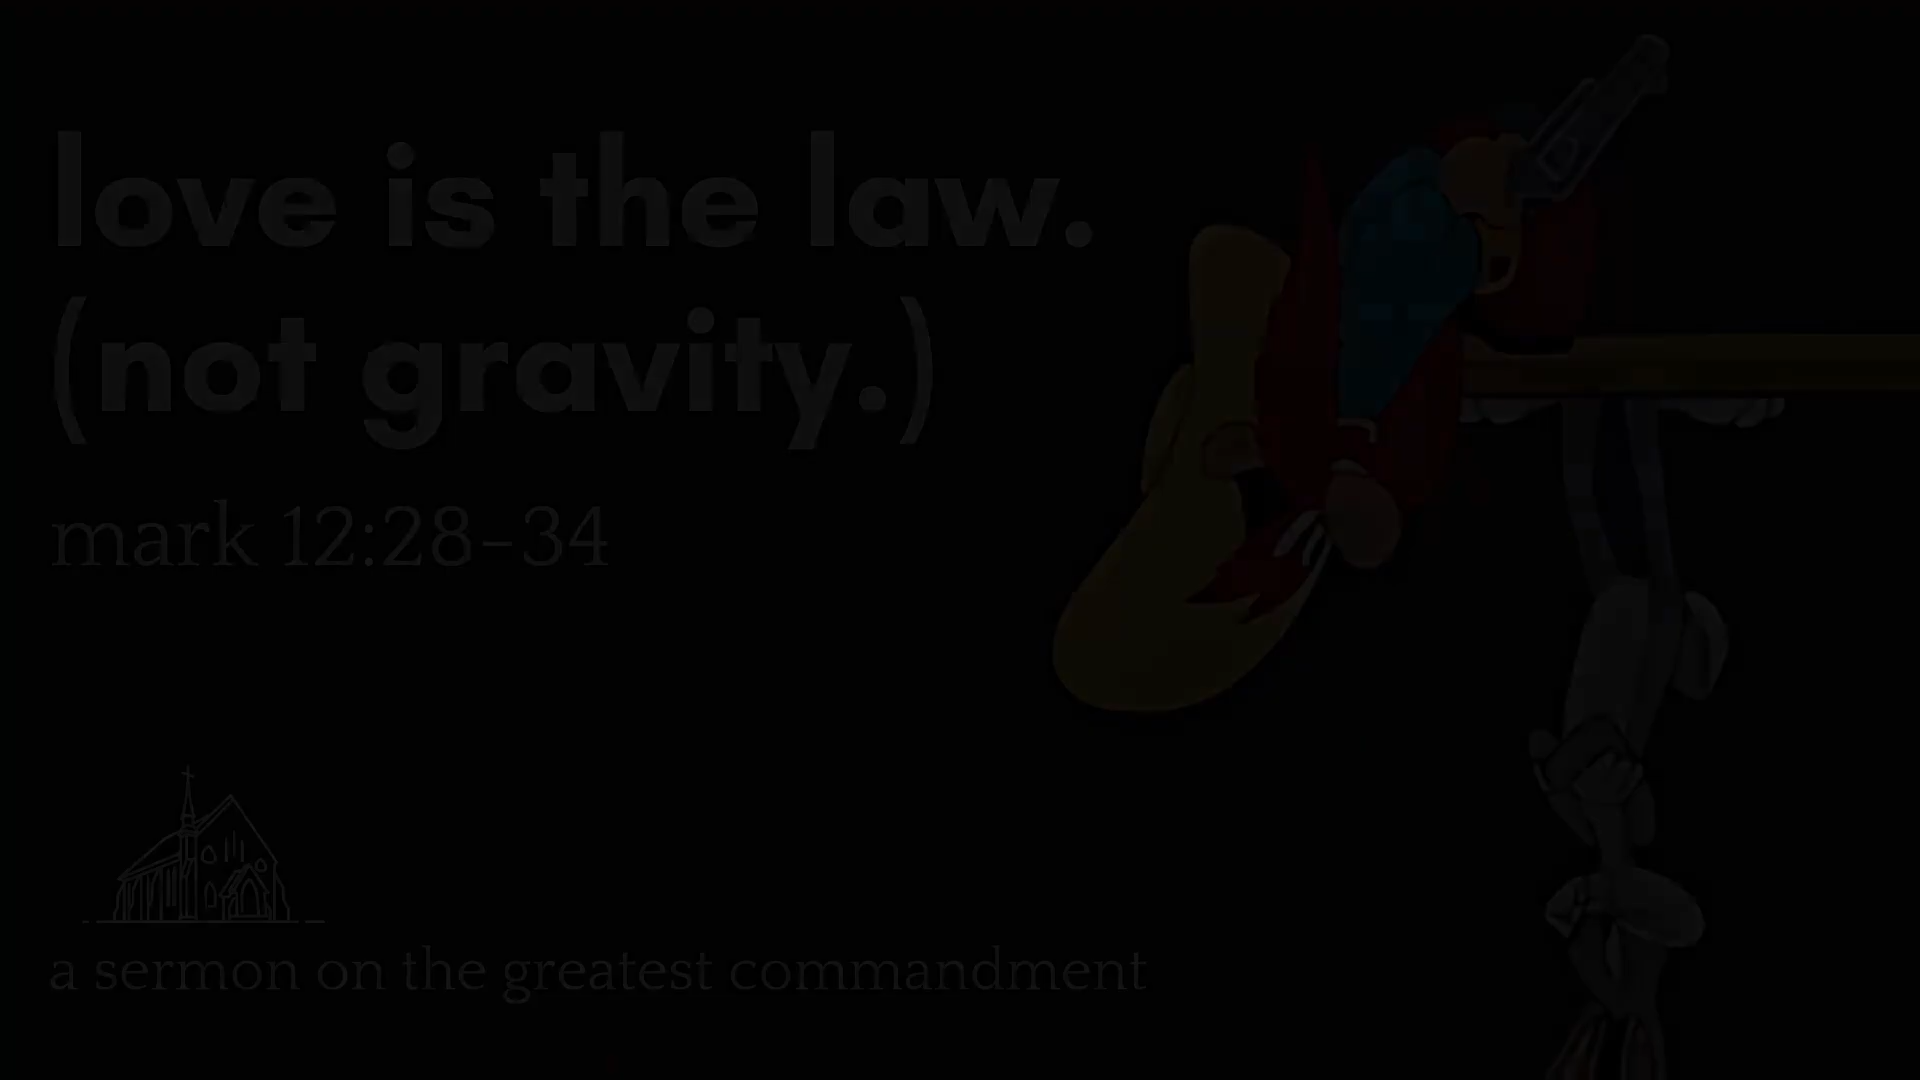 love is the law.
(not gravity.)
mark 12:28-34
a sermon on the greatest commandment